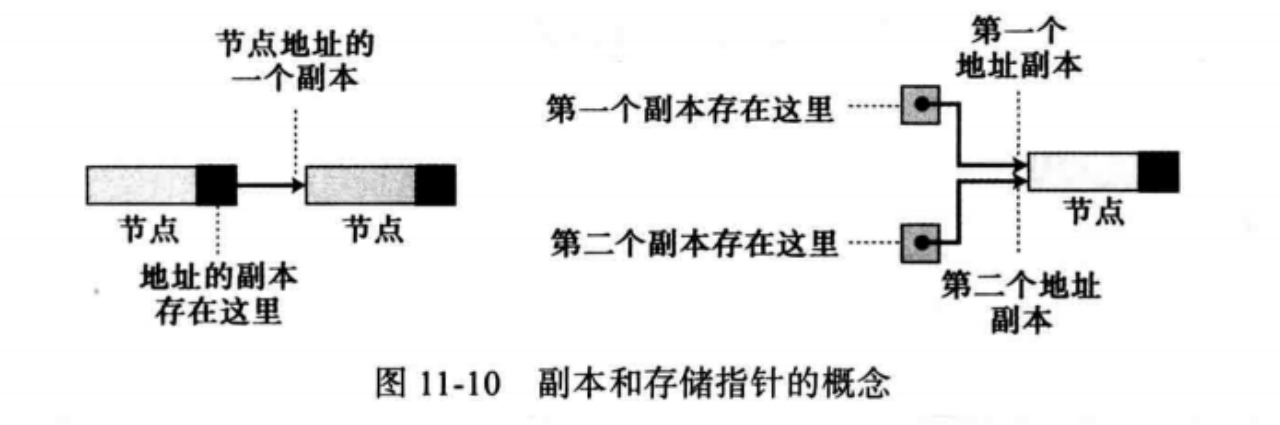 节点地址的
一个副本
节点
节点
地址的副本
存在这里
第一个
地址副本
第一个副本存在这里
节点
第二个副本存在这里
第二个地址
副本
图 11-10 副本和存储指针的概念